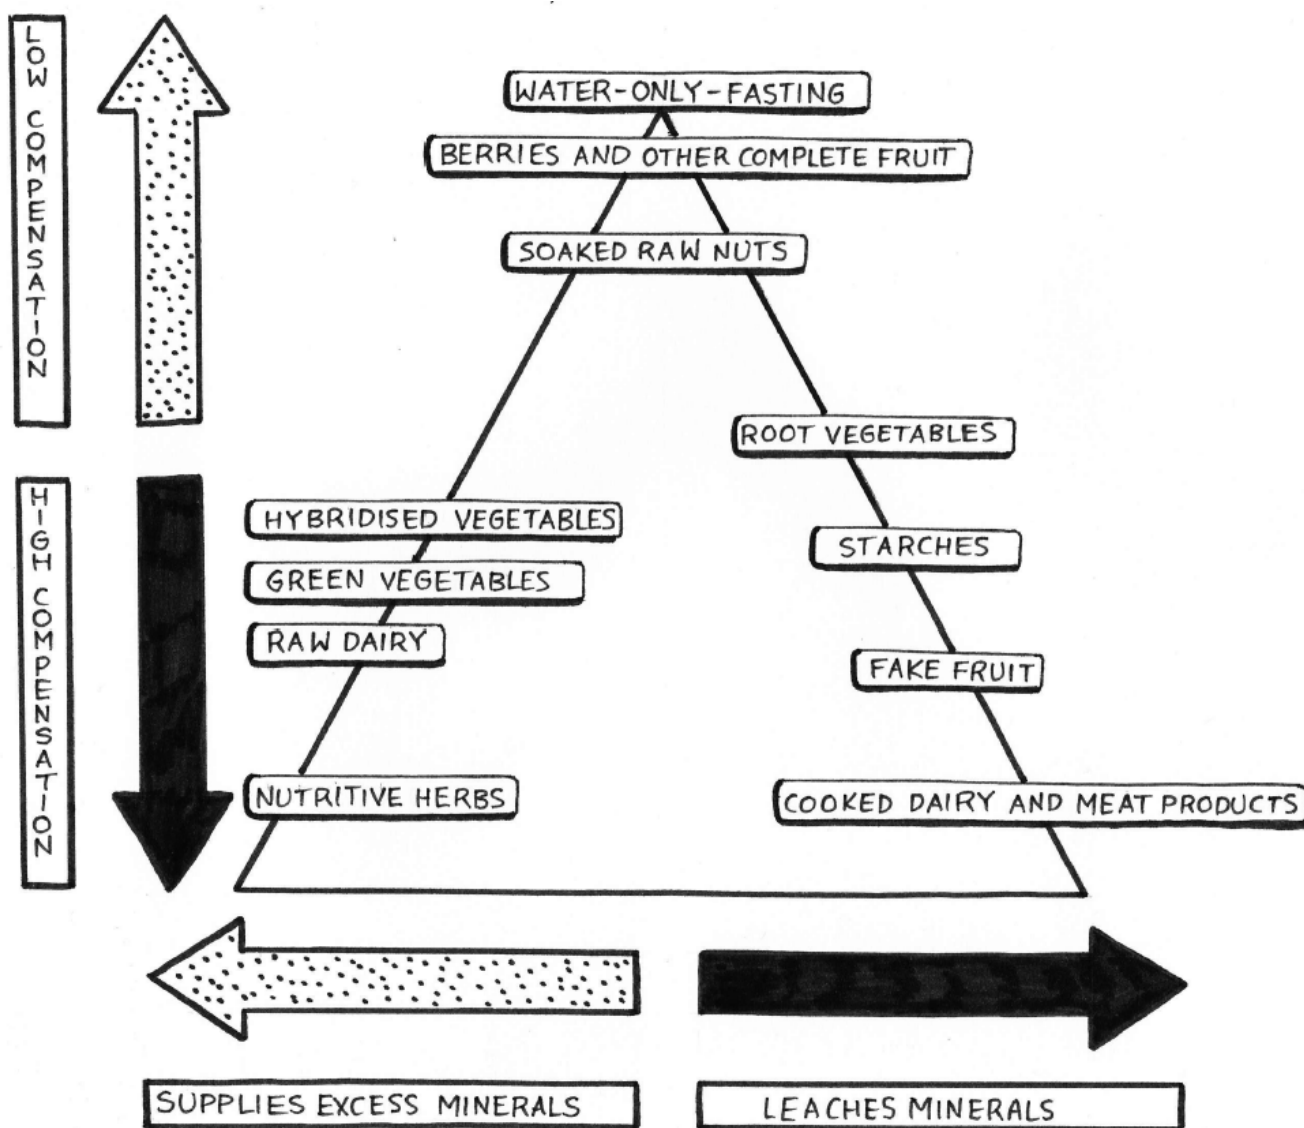 LOW COMPENSATION
WATER-ONLY-FASTING
BERRIES AND OTHER COMPLETE FRUIT
SOAKED RAW NUTS
ROOT VEGETABLES
HIGH COMPENSATION
HYBRIDISED VEGETABLES
STARCHES
GREEN VEGETABLES
RAW DAIRY
FAKE FRUIT
NUTRITIVE HERBS
COOKED DAIRY AND MEAT PRODUCTS
SUPPLIES EXCESS MINERALS
LEACHES MINERALS